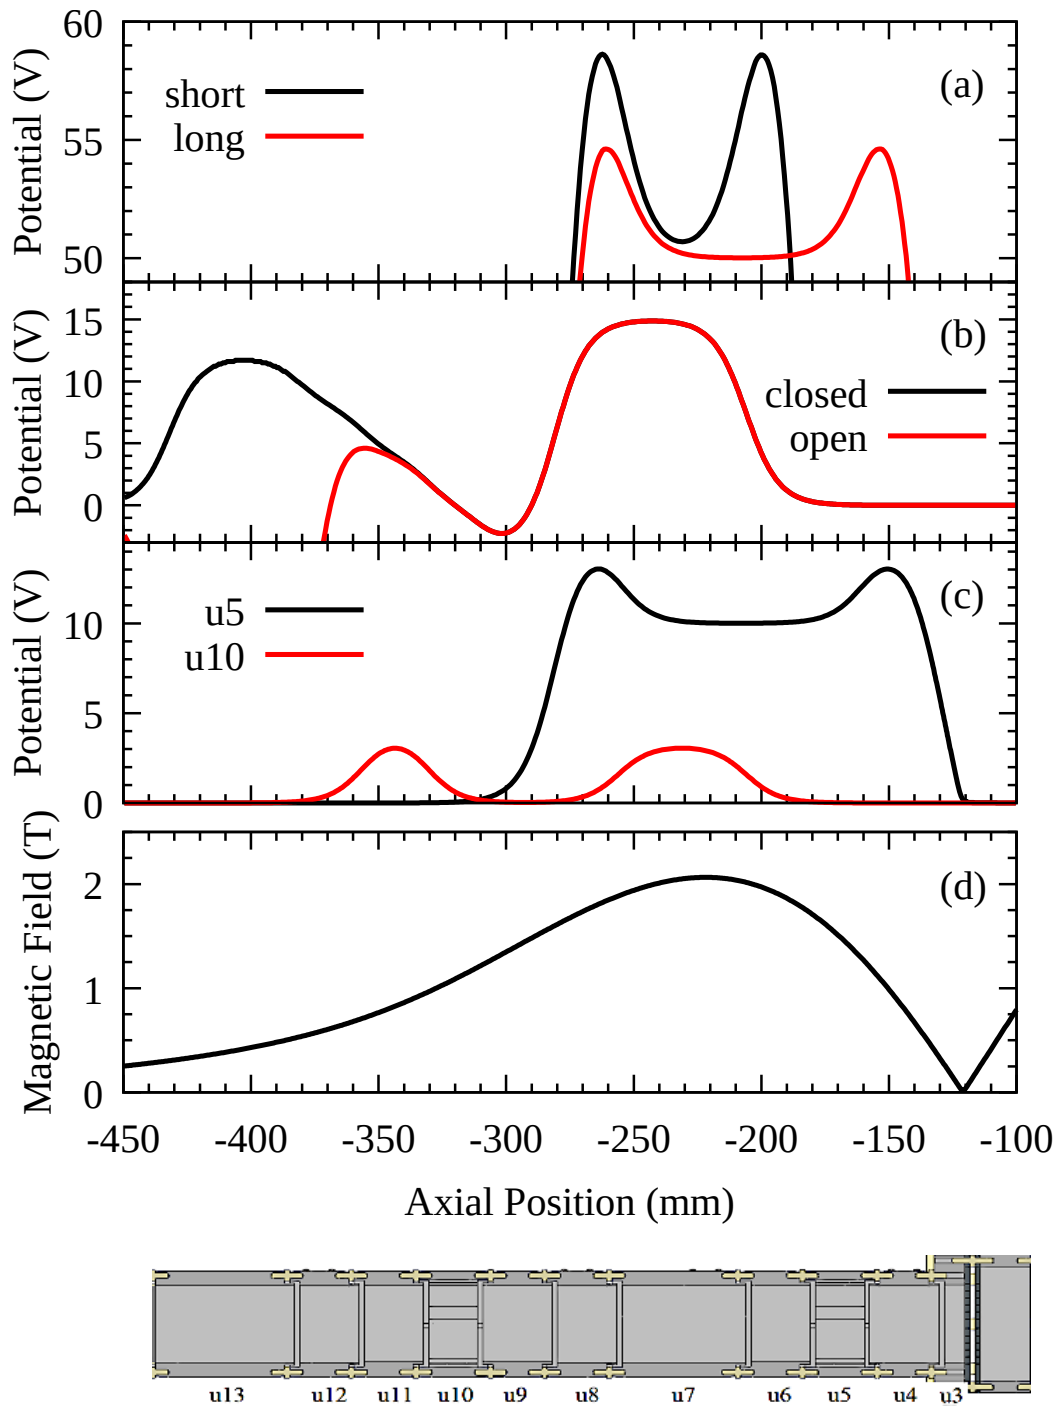 60
55
50
Potential (V)
short
long
(a)
15
10
5
0
Potential (V)
(b)
closed
open
10
5
0
Potential (V)
u5
u10
(c)
2
1
0
Magnetic Field (T)
(d)
-450 -400 -350 -300 -250 -200 -150 -100
Axial Position (mm)
u13 u12 u11 u10 u9 u8 u7 u6 u5 u4 u3